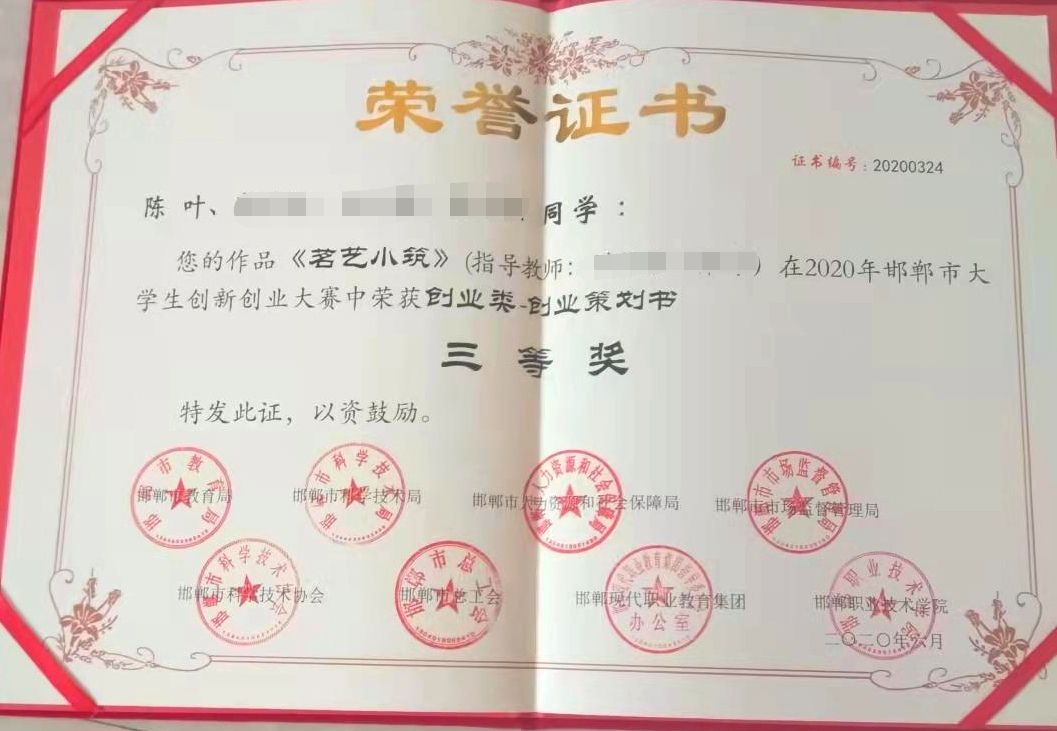 荣誉证书
证书编号：20200324
陈 叶、 同学：
您的作品《茗艺小筑》(指导教师: ) 在2020年邯郸市大
学生创新创业大赛中荣获创业类-创业策划书
三等奖
特发此证，以资鼓励。
邯郸市教育局 邯郸市科学技术局 邯郸市人力资源和社会保障局 邯郸市市场监督管理局
邯郸市科学技术协会 邯郸市总工会 邯郸现代职业教育集团 邯郸职业技术学院
办公室
二〇二〇年六月